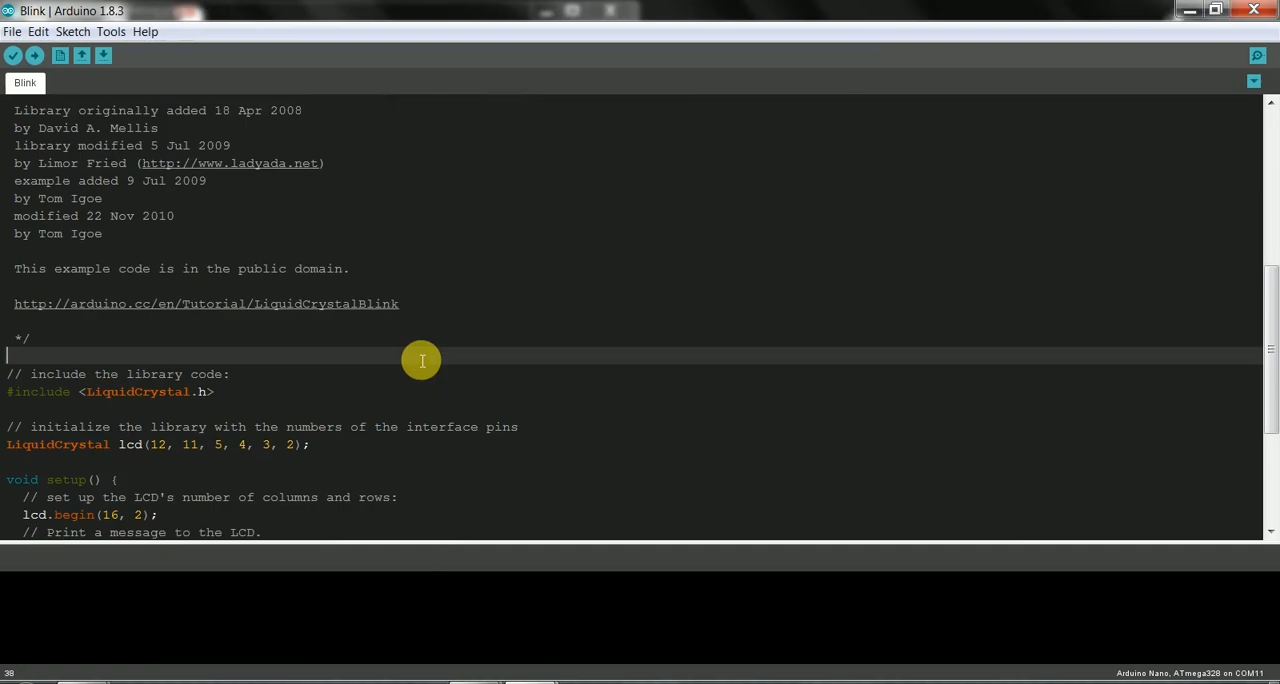 Blink | Arduino 1.8.3
File Edit Sketch Tools Help
Blink
Library originally added 18 Apr 2008
by David A. Mellis
library modified 5 Jul 2009
by Limor Fried (http://www.ladyada.net)
example added 9 Jul 2009
by Tom Igoe
modified 22 Nov 2010
by Tom Igoe
This example code is in the public domain.
http://arduino.cc/en/Tutorial/LiquidCrystalBlink
*/
// include the library code:
#include <LiquidCrystal.h>
// initialize the library with the numbers of the interface pins
LiquidCrystal lcd(12, 11, 5, 4, 3, 2);
void setup() {
// set up the LCD's number of columns and rows:
lcd.begin(16, 2);
// Print a message to the LCD.
38
Arduino Nano, ATmega328 on COM11